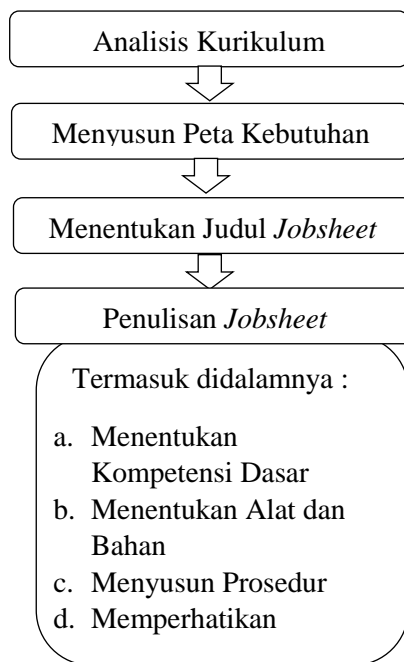 Analisis Kurikulum
Menyusun Peta Kebutuhan
Menentukan Judul Jobsheet
Penulisan Jobsheet
Termasuk didalamnya :
a. Menentukan
Kompetensi Dasar
b. Menentukan Alat dan
Bahan
c. Menyusun Prosedur
d. Memperhatikan